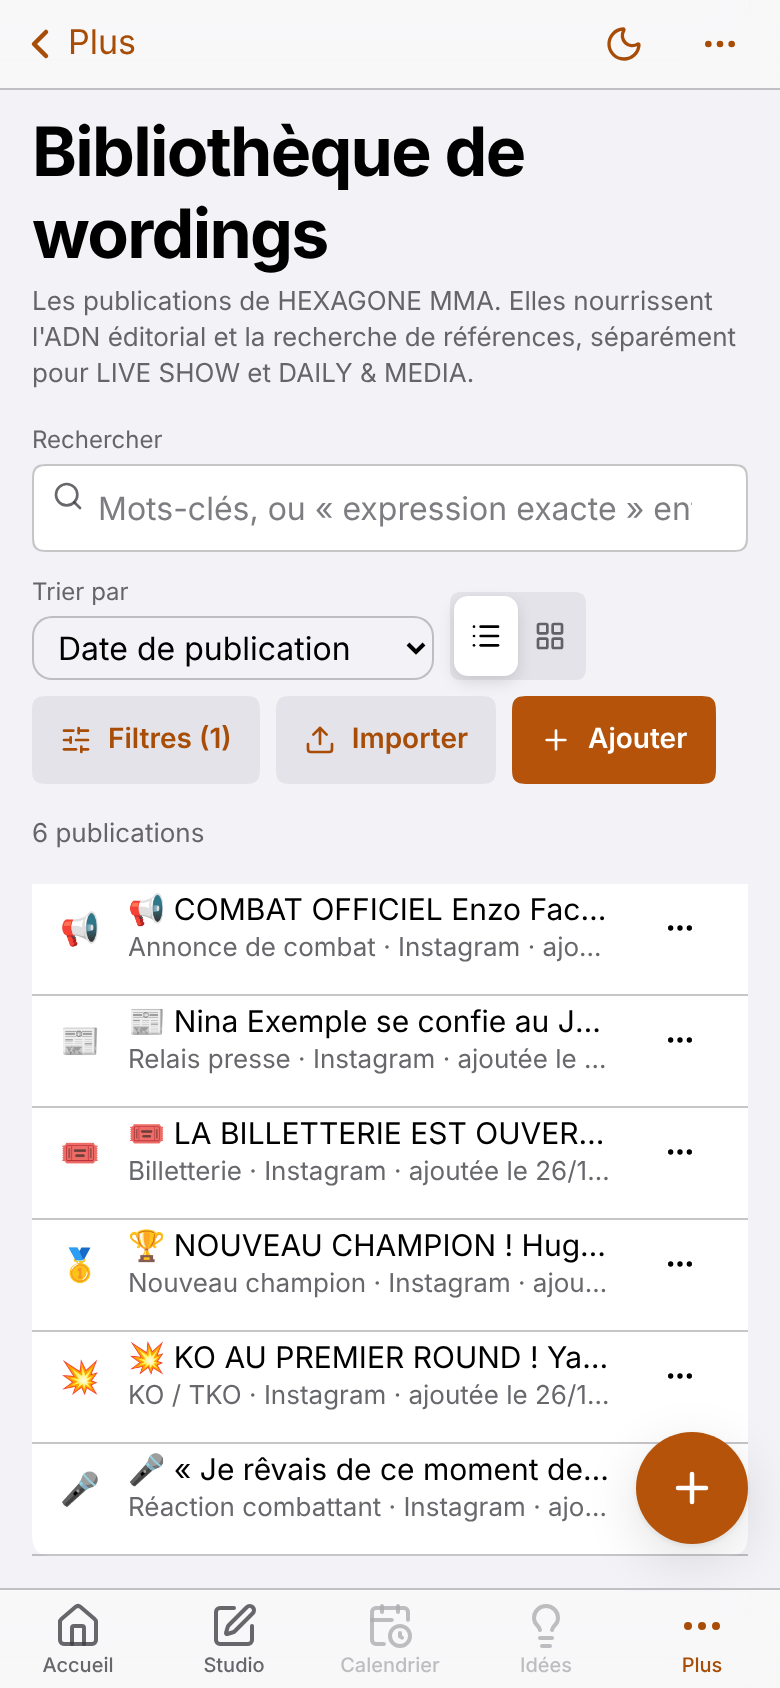 Plus
Bibliothèque de
wordings
Les publications de HEXAGONE MMA. Elles nourrissent
l'ADN éditorial et la recherche de références, séparément
pour LIVE SHOW et DAILY & MEDIA.
Rechercher
Mots-clés, ou « expression exacte » en
Trier par
Date de publication
Filtres (1)
Importer
Ajouter
6 publications
📢 COMBAT OFFICIEL Enzo Fac...
Annonce de combat · Instagram · ajo...
📰 Nina Exemple se confie au J...
Relais presse · Instagram · ajoutée le ...
🎟️ LA BILLETTERIE EST OUVER...
Billetterie · Instagram · ajoutée le 26/1...
🏆 NOUVEAU CHAMPION ! Hug...
Nouveau champion · Instagram · ajou...
💥 KO AU PREMIER ROUND ! Ya...
KO / TKO · Instagram · ajoutée le 26/1...
🎤 « Je rêvais de ce moment de...
Réaction combattant · Instagram · ajo...
Accueil
Studio
Calendrier
Idées
Plus